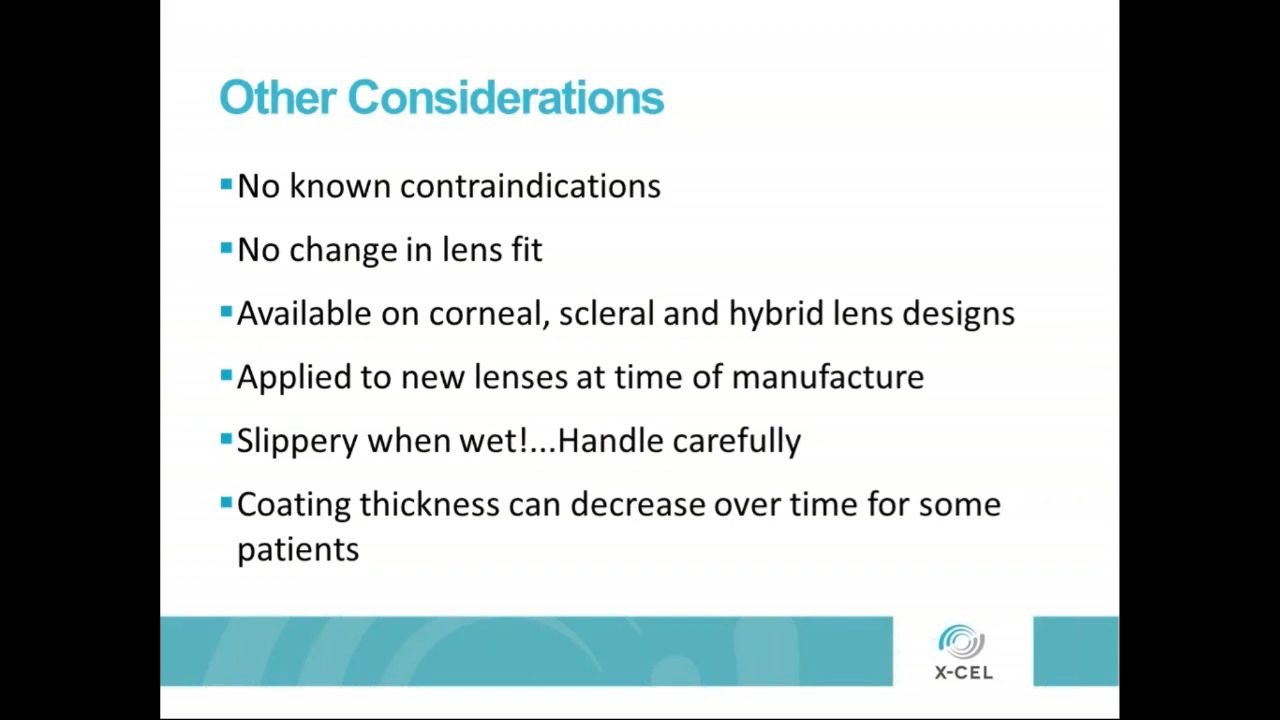 Other Considerations
▪No known contraindications
▪No change in lens fit
▪Available on corneal, scleral and hybrid lens designs
▪Applied to new lenses at time of manufacture
▪Slippery when wet!...Handle carefully
▪Coating thickness can decrease over time for some
patients
X-CEL